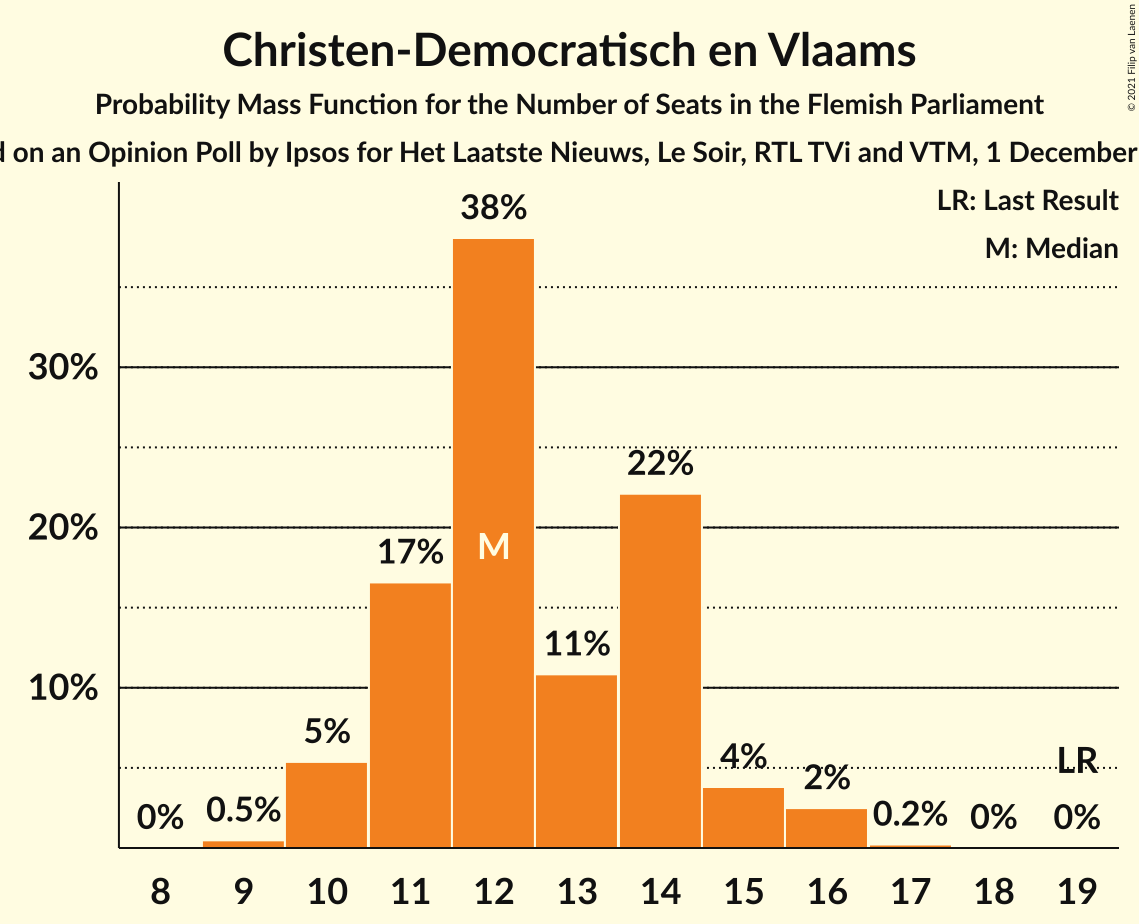 Christen-Democratisch en Vlaams
Probability Mass Function for the Number of Seats in the Flemish Parliament
on an Opinion Poll by Ipsos for Het Laatste Nieuws, Le Soir, RTL TVi and VTM, 1 December
© 2021 Filip van Laenen
LR: Last Result
M: Median
38%
30%
22%
20%
17%
M
11%
10%
5%
4%
2%
LR
0%
0.5%
0.2%
0%
0%
8 9 10 11 12 13 14 15 16 17 18 19